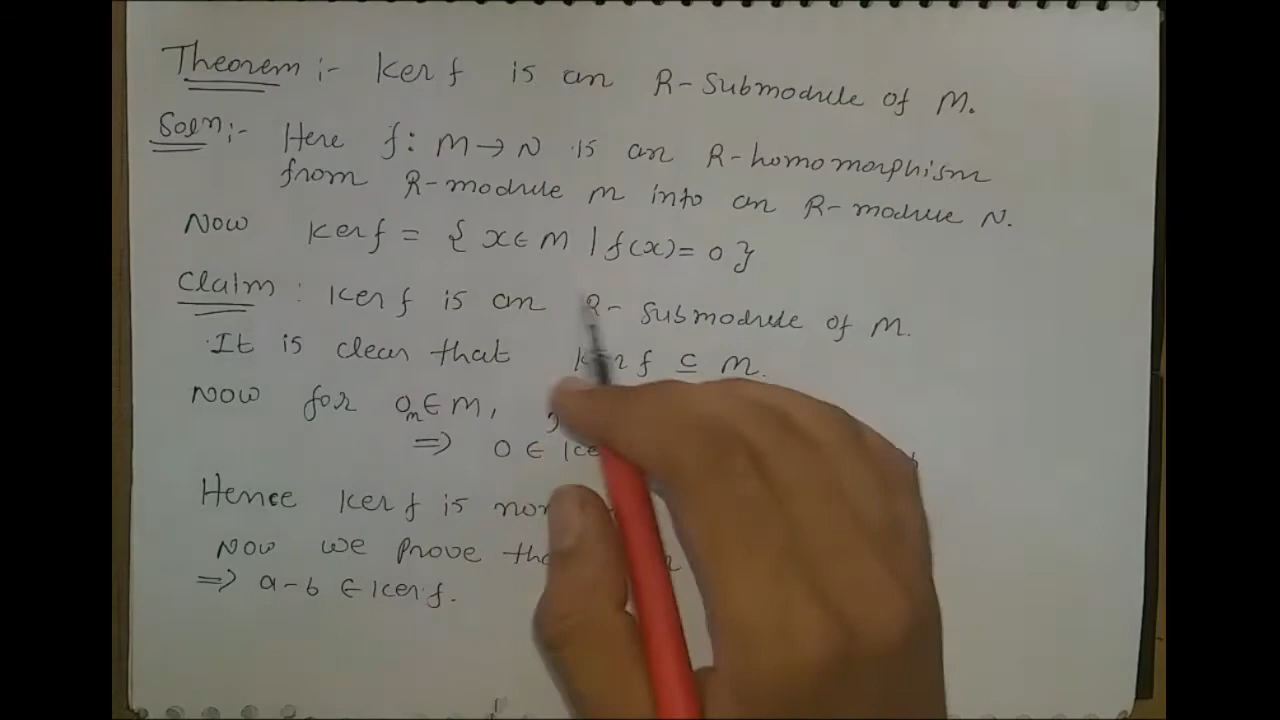 Theorem :- Ker f is an R-Submodule of M.
Soln :- Here f : M → N is an R-homomorphism
from R-module M into an R-module N.
Now Ker f = { x ∈ M | f(x) = 0 }
Claim : Ker f is an R-Submodule of M.
It is clear that Ker f ⊆ M.
Now for 0m ∈ M,
⇒ 0 ∈ Ke
Hence Ker f is
Now we prove
⇒ a-b ∈ Ker f.